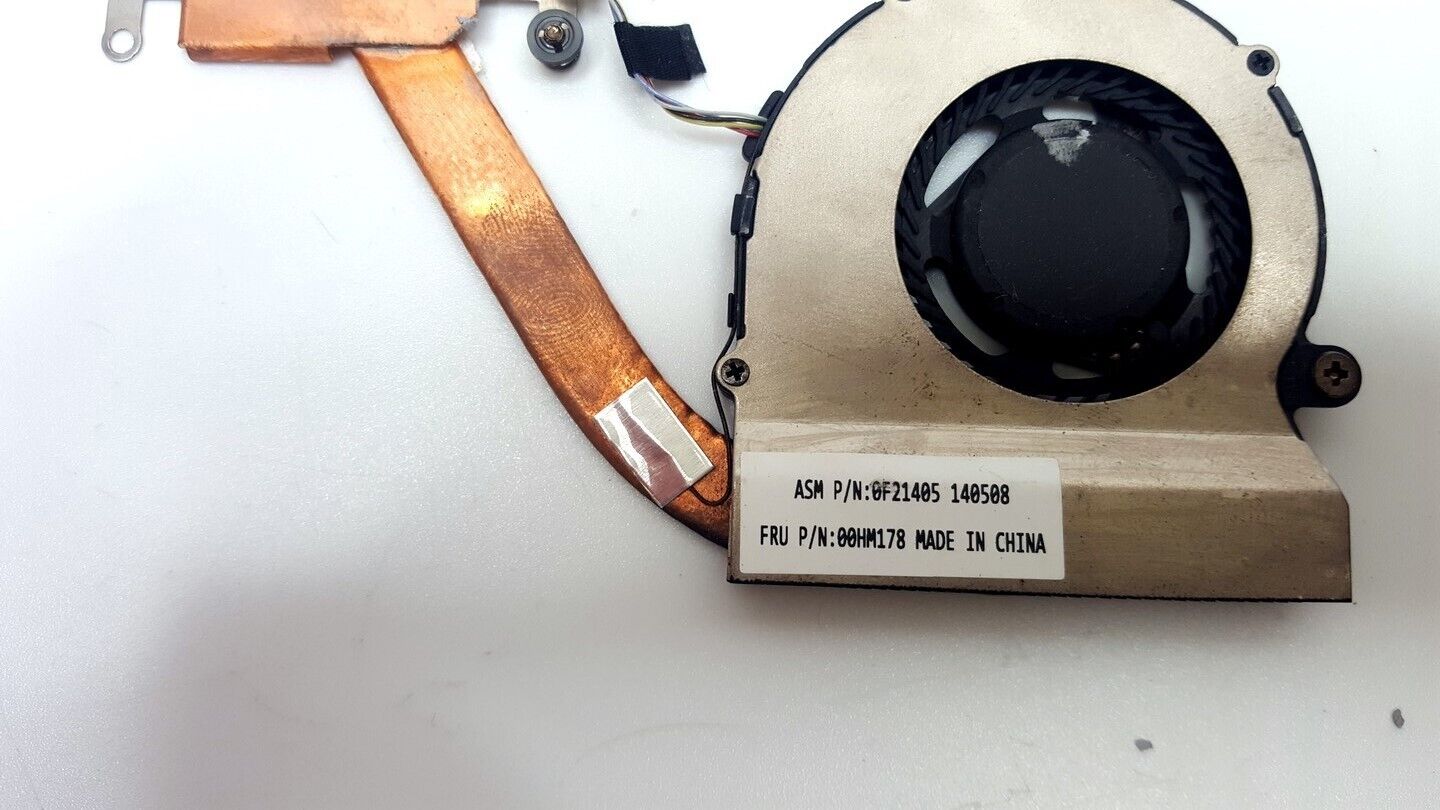 ASM P/N:0F21405 140508
FRU P/N:00HM178 MADE IN CHINA